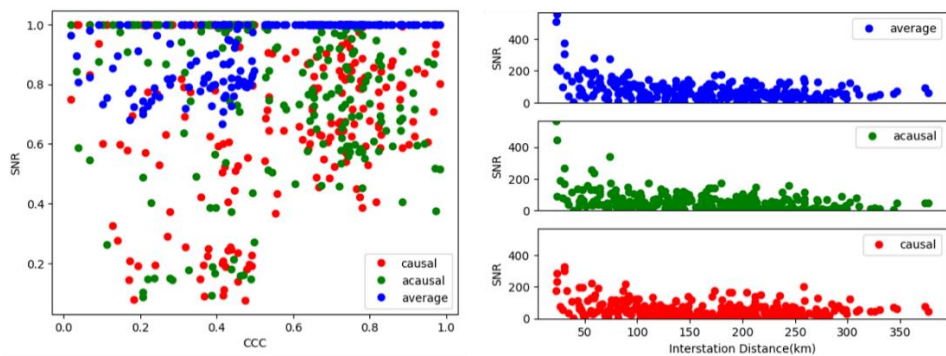 1.0
0.8
0.6
0.4
0.2
SNR
0.0 0.2 0.4 0.6 0.8 1.0
CCC
causal
acausal
average
400
200
0
SNR
average
400
200
0
SNR
acausal
400
200
0
SNR
causal
50 100 150 200 250 300 350
Interstation Distance(km)